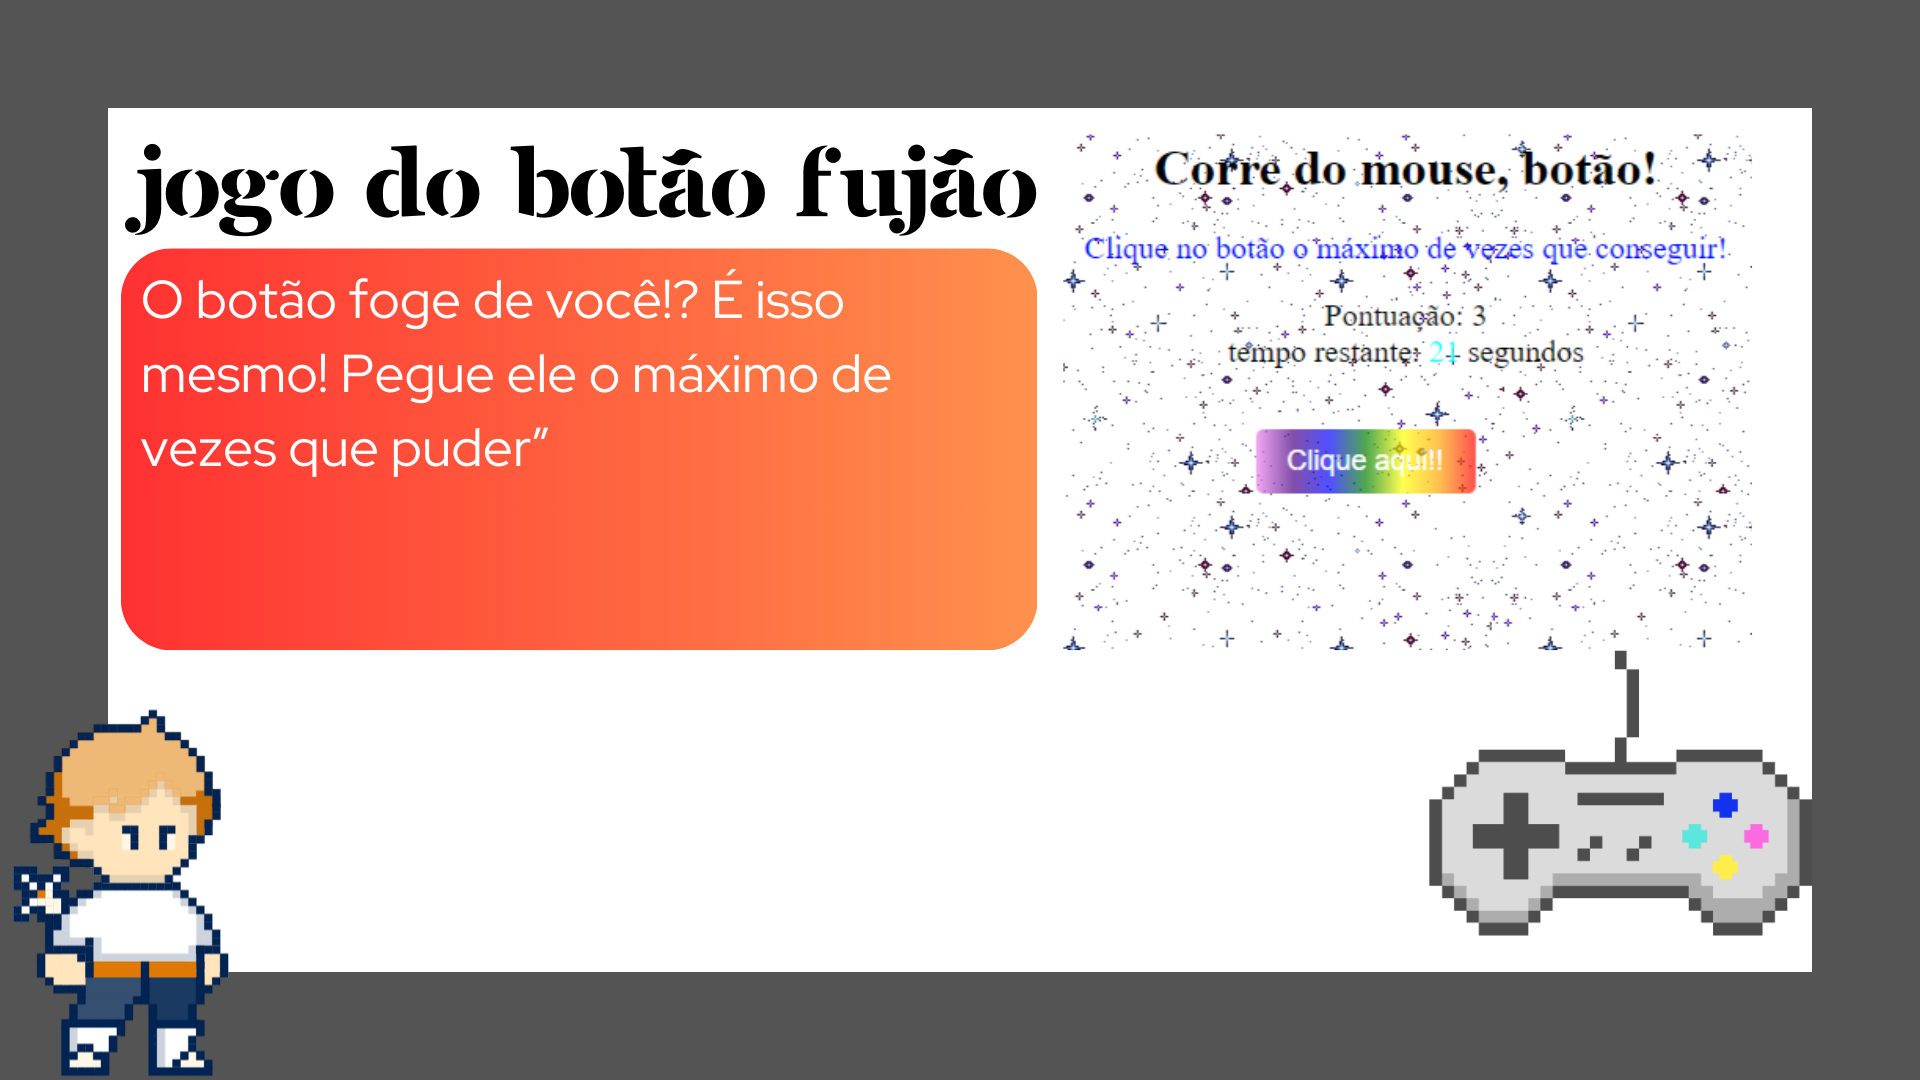 jogo do botão fujão
O botão foge de você!? É isso
mesmo! Pegue ele o máximo de
vezes que puder”
Corre do mouse, botão!
Clique no botão o máximo de vezes que conseguir!
Pontuação: 3
tempo restante: 21 segundos
Clique aqui!!